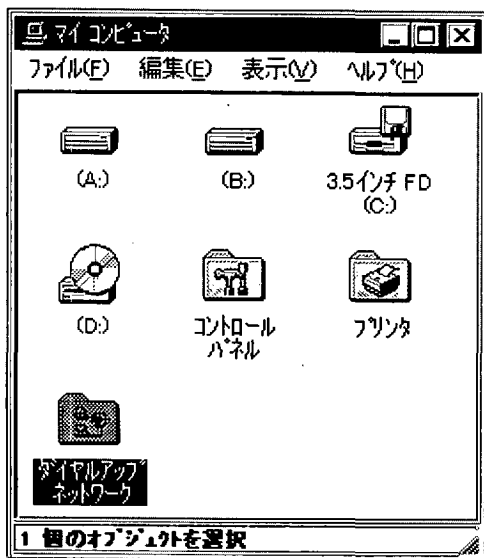 マイ コンピュータ
ファイル(F) 編集(E) 表示(V) ヘルプ(H)
(A:) (B:) 3.5インチ FD
(C:)
(D:) コントロール プリンタ
パネル
ダイヤルアップ
ネットワーク
1 個のオブジェクトを選択